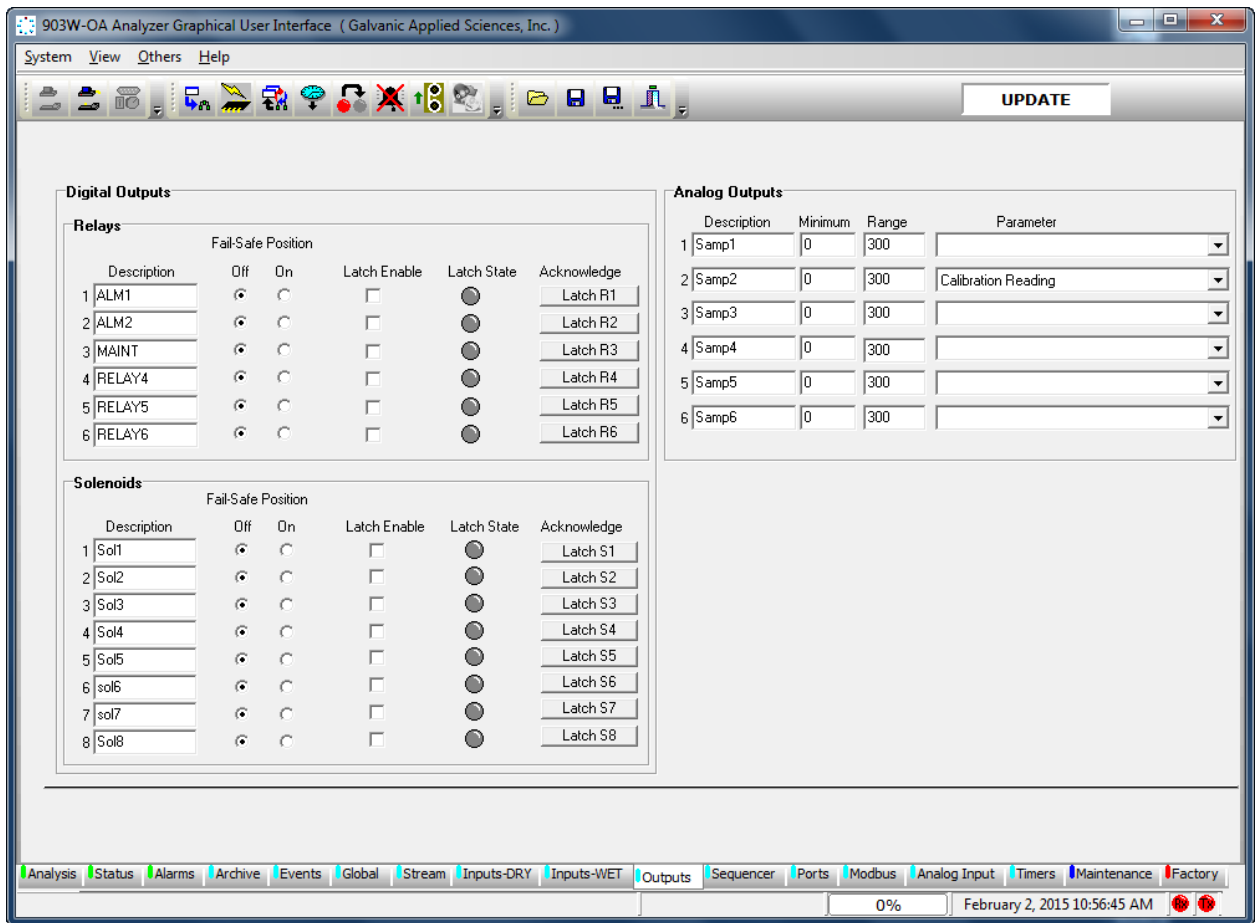 903W-OA Analyzer Graphical User Interface ( Galvanic Applied Sciences, Inc. )
System View Others Help
UPDATE
Digital Outputs
Relays
Fail-Safe Position
Description Off On Latch Enable Latch State Acknowledge
1 ALM1 Latch R1
2 ALM2 Latch R2
3 MAINT Latch R3
4 RELAY4 Latch R4
5 RELAY5 Latch R5
6 RELAY6 Latch R6
Solenoids
Fail-Safe Position
Description Off On Latch Enable Latch State Acknowledge
1 Sol1 Latch S1
2 Sol2 Latch S2
3 Sol3 Latch S3
4 Sol4 Latch S4
5 Sol5 Latch S5
6 sol6 Latch S6
7 sol7 Latch S7
8 Sol8 Latch S8
Analog Outputs
Description Minimum Range Parameter
1 Samp1 0 300
2 Samp2 0 300 Calibration Reading
3 Samp3 0 300
4 Samp4 0 300
5 Samp5 0 300
6 Samp6 0 300
Analysis Status Alarms Archive Events Global Stream Inputs-DRY Inputs-WET Outputs Sequencer Ports Modbus Analog Input Timers Maintenance Factory
0% February 2, 2015 10:56:45 AM Rx Tx